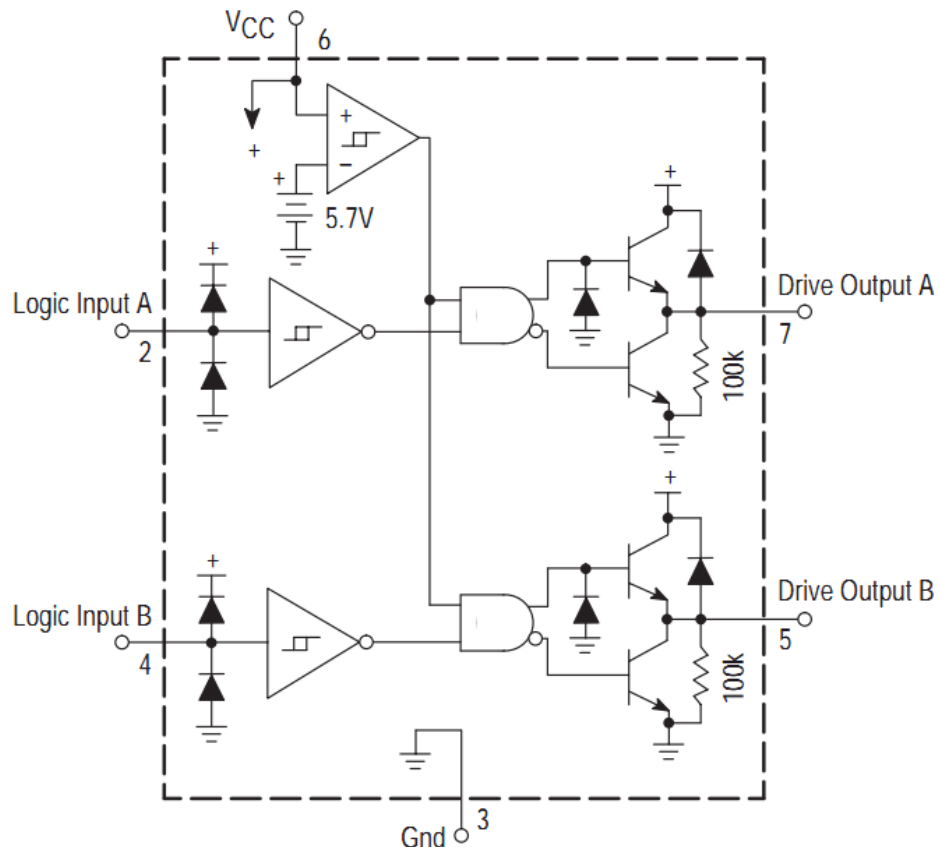 VCC
6
+
+
−
+
5.7V
+
+
Logic Input A
2
Drive Output A
7
100k
+
+
Logic Input B
4
Drive Output B
5
100k
3
Gnd